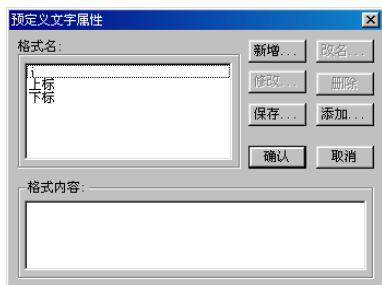 预定义文字属性
格式名:
新增...
改名...
上标
下标
修改...
删除
保存...
添加...
确认
取消
格式内容: